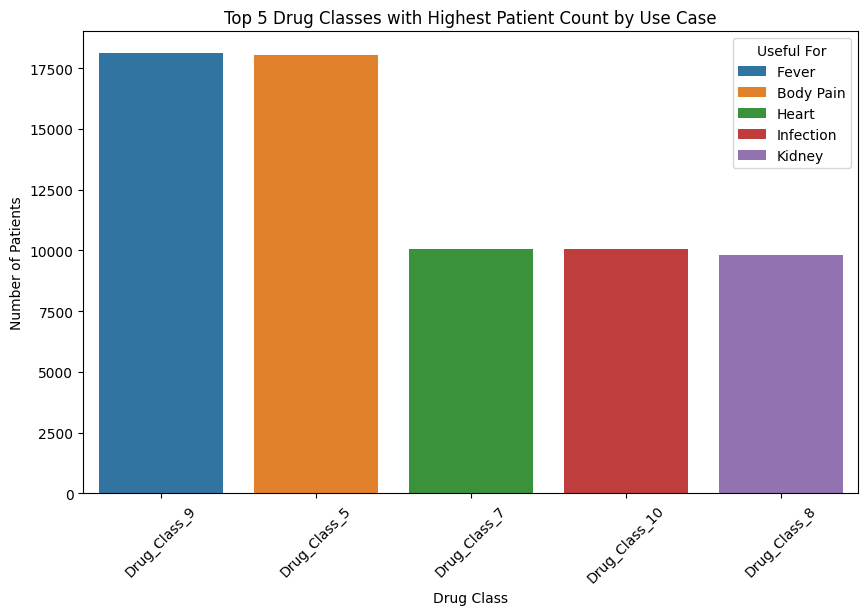 Top 5 Drug Classes with Highest Patient Count by Use Case
Useful For
Fever
Body Pain
Heart
Infection
Kidney
Number of Patients
17500
15000
12500
10000
7500
5000
2500
0
Drug_Class_9
Drug_Class_5
Drug_Class_7
Drug_Class_10
Drug_Class_8
Drug Class